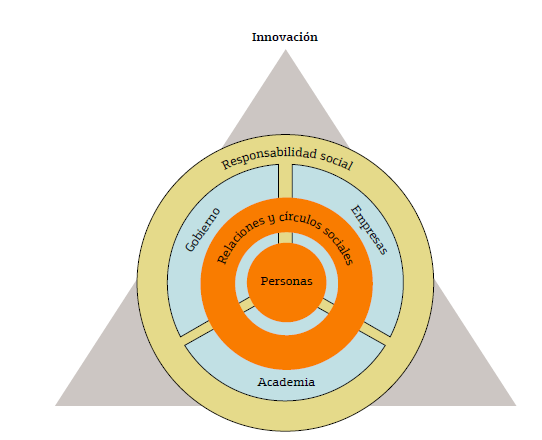 Innovación
Responsabilidad social
Gobierno
Empresas
Relaciones y círculos sociales
Personas
Academia